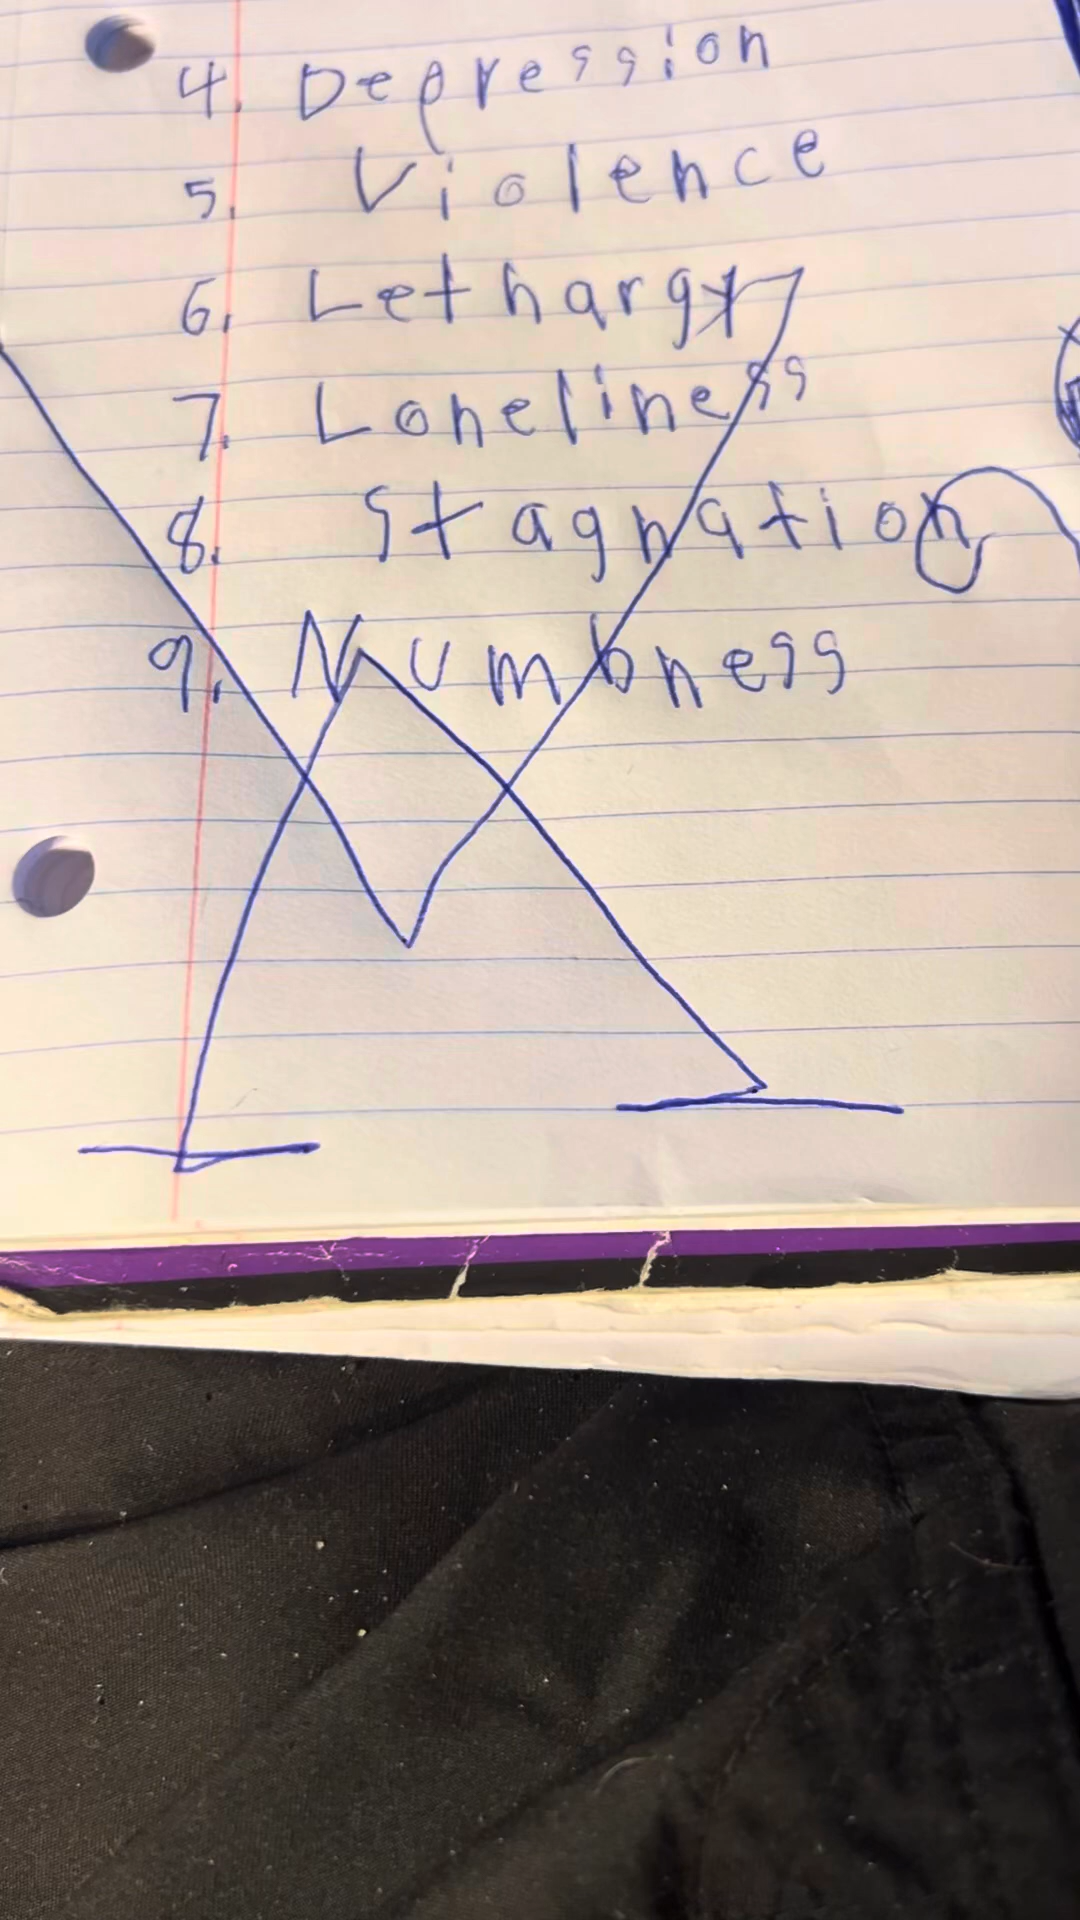 4. Depression
5. Violence
6. Lethargy
7. Loneliness
8. Stagnation
9. Numbness